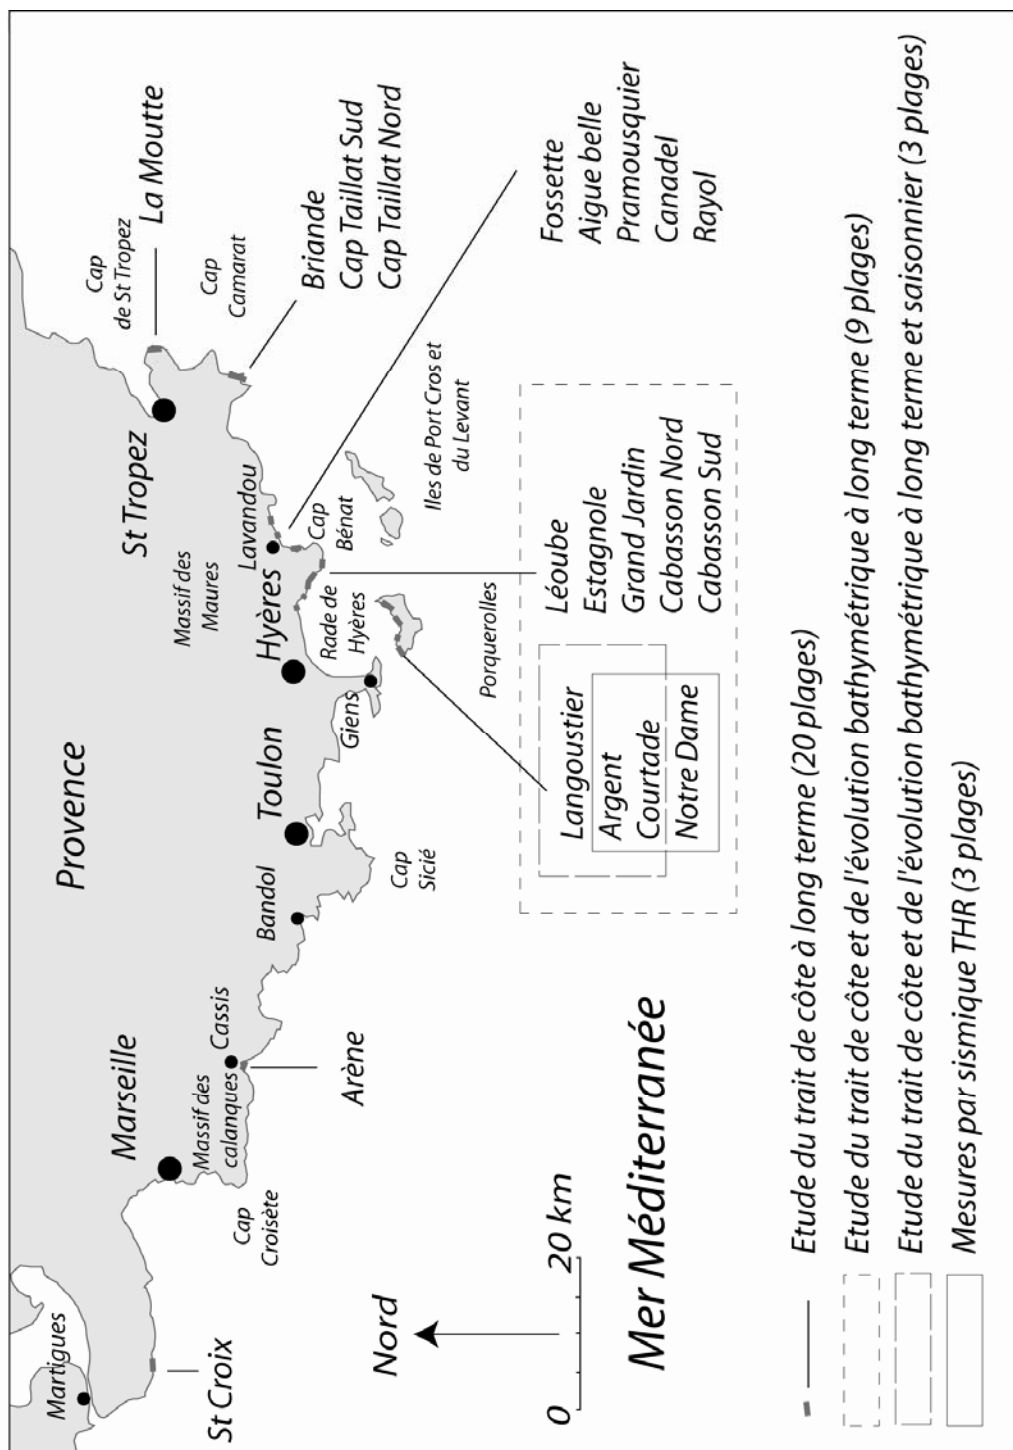 Provence
Martigues
St Croix
Marseille
Massif des
calanques
Cap
Croisète
Cassis
Arène
Bandol
Toulon
Cap
Sicié
Giens
Hyères
Rade de
Hyères
Massif des
Maures
Lavandou
Cap
Bénat
St Tropez
Cap
de St Tropez
La Moutte
Cap
Camarat
Briande
Cap Taillat Sud
Cap Taillat Nord
Iles de Port Cros et
du Levant
Porquerolles
Fossette
Aigue belle
Pramousquier
Canadel
Rayol
Langoustier
Argent
Courtade
Notre Dame
Léoube
Estagnole
Grand Jardin
Cabasson Nord
Cabasson Sud
Nord
0 20 km
Mer Méditerranée
Etude du trait de côte à long terme (20 plages)
Etude du trait de côte et de l'évolution bathymétrique à long terme (9 plages)
Etude du trait de côte et de l'évolution bathymétrique à long terme et saisonnier (3 plages)
Mesures par sismique THR (3 plages)